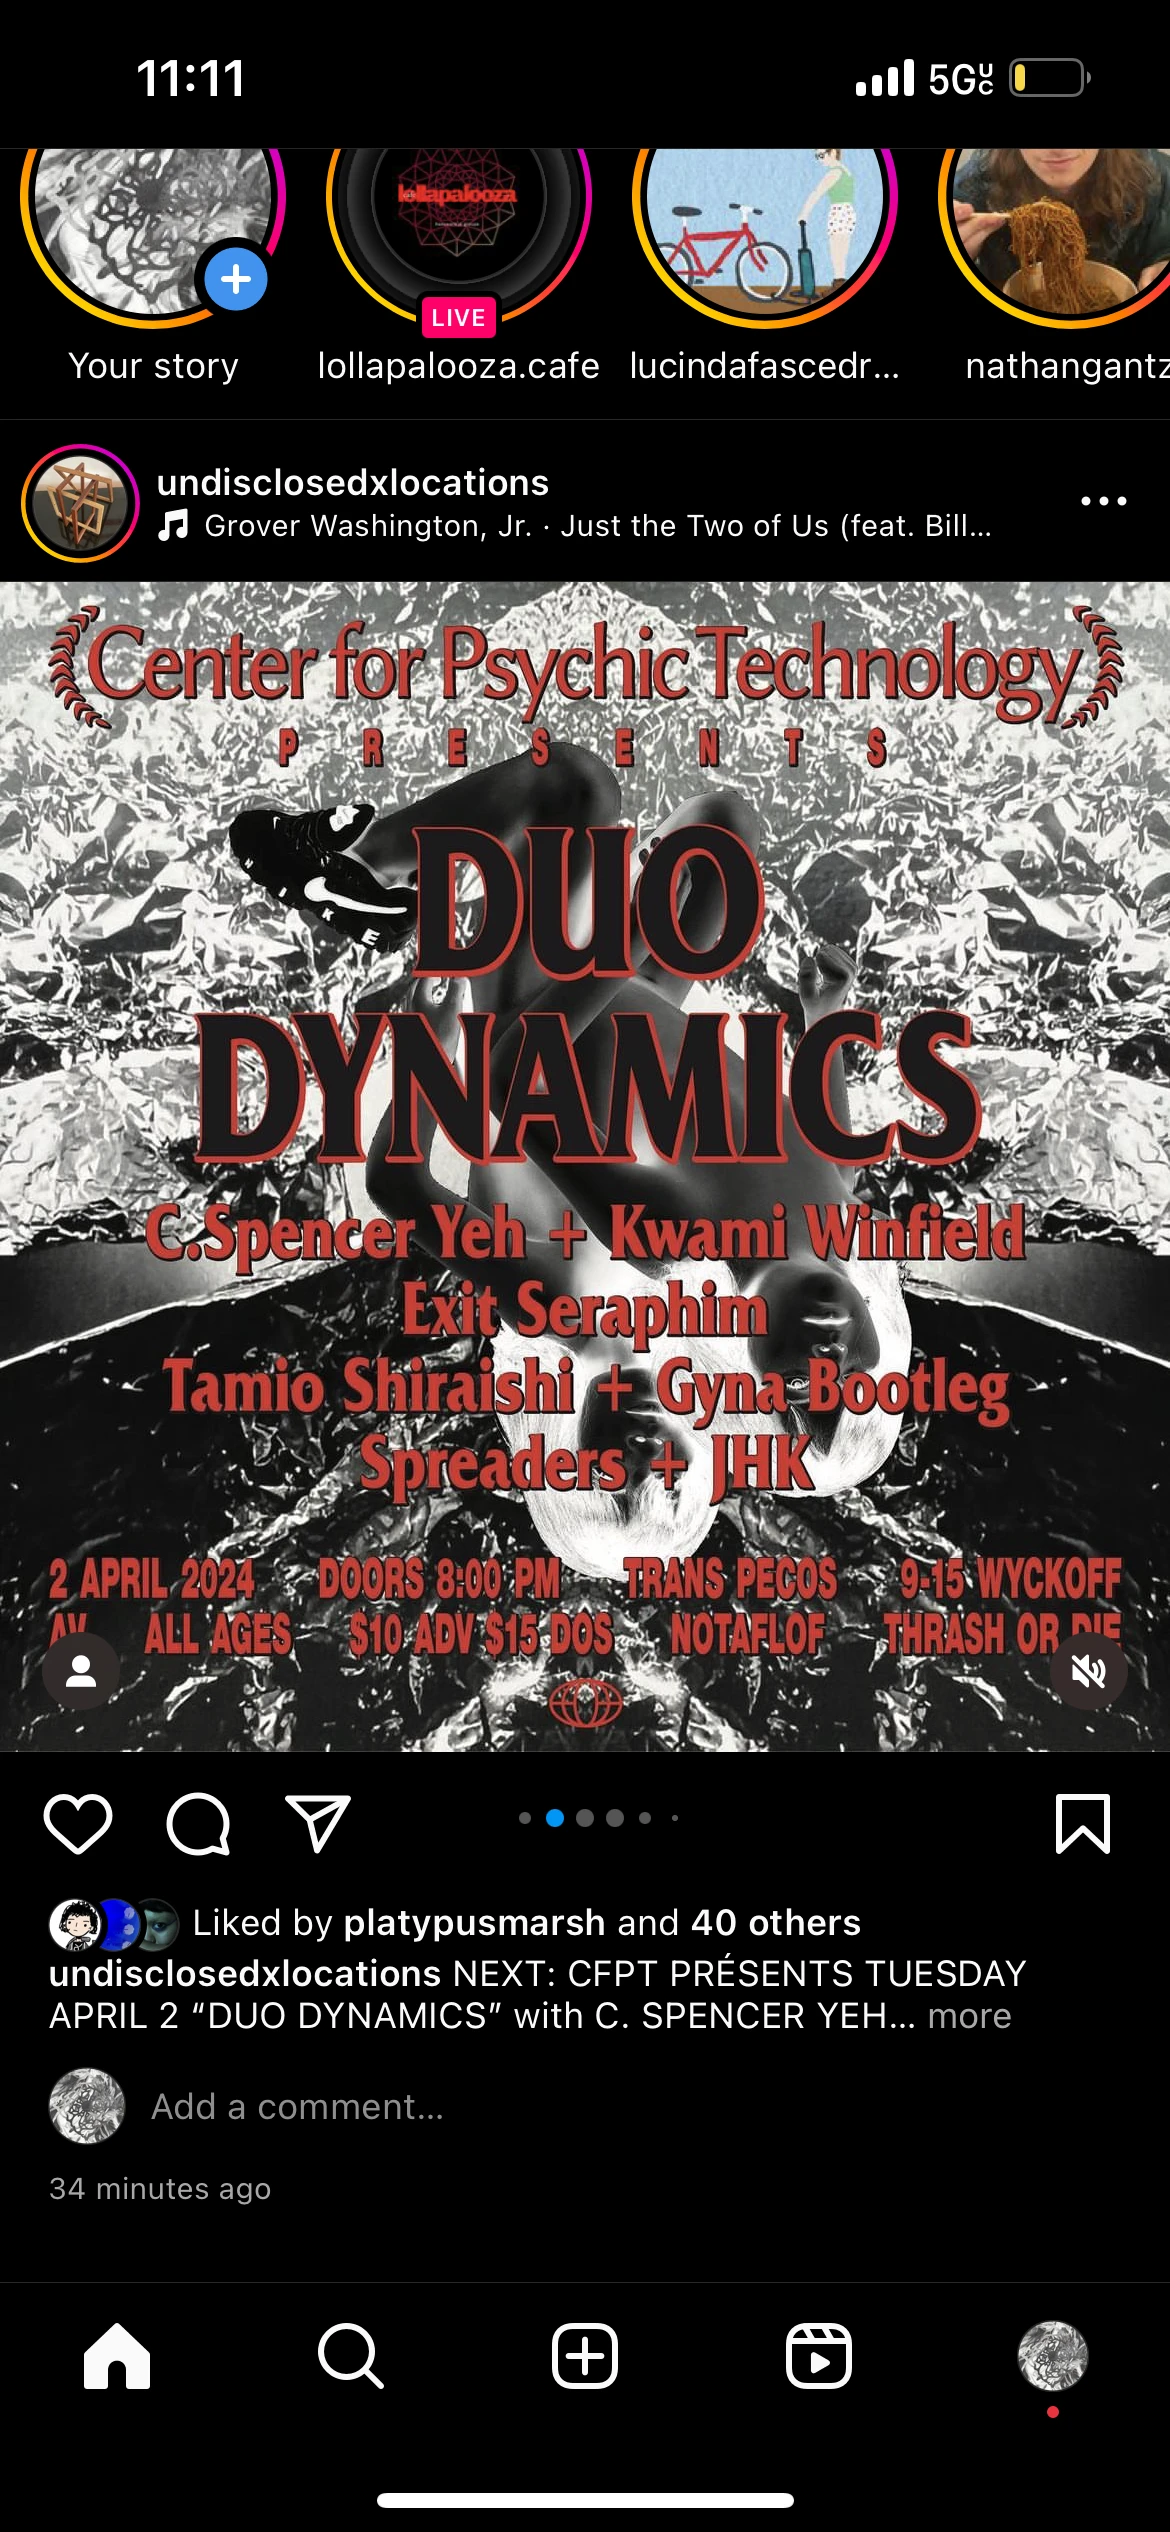 11:11
5G UC
lollapalooza
LIVE
Your story
lollapalooza.cafe
lucindafascedr...
nathangantz
undisclosedxlocations
Grover Washington, Jr. · Just the Two of Us (feat. Bill...
Center for Psychic Technology
PRESENTS
NIKE
DUO
DYNAMICS
C.Spencer Yeh + Kwami Winfield
Exit Seraphim
Tamio Shiraishi + Gyna Bootleg
Spreaders + JHK
2 APRIL 2024 DOORS 8:00 PM TRANS PECOS 9-15 WYCKOFF
AV ALL AGES $10 ADV $15 DOS NOTAFLOF THRASH OR DIE
Liked by platypusmarsh and 40 others
undisclosedxlocations NEXT: CFPT PRÉSENTS TUESDAY
APRIL 2 “DUO DYNAMICS” with C. SPENCER YEH... more
Add a comment...
34 minutes ago